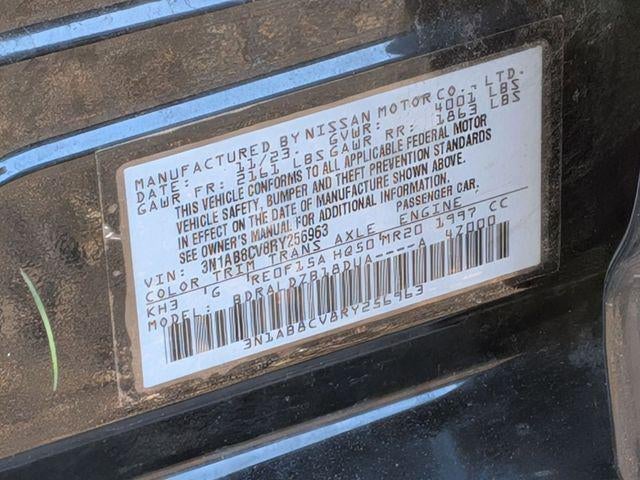 MANUFACTURED BY NISSAN MOTOR CO., LTD.
DATE: 11/23 GVWR: 4001 LBS
GAWR FR: 2161 LBS GAWR RR: 1863 LBS
THIS VEHICLE CONFORMS TO ALL APPLICABLE FEDERAL MOTOR
VEHICLE SAFETY, BUMPER AND THEFT PREVENTION STANDARDS
IN EFFECT ON THE DATE OF MANUFACTURE SHOWN ABOVE.
SEE OWNER'S MANUAL FOR ADDITIONAL INFORMATION.
VIN: 3N1AB8CV8RY256963 PASSENGER CAR
COLOR TRIM TRANS AXLE ENGINE
KH3 G RE0F15A HQ50 MR20 1997 CC
MODEL: BDRALDZB18DUA----A 47000
3N1AB8CV8RY256963